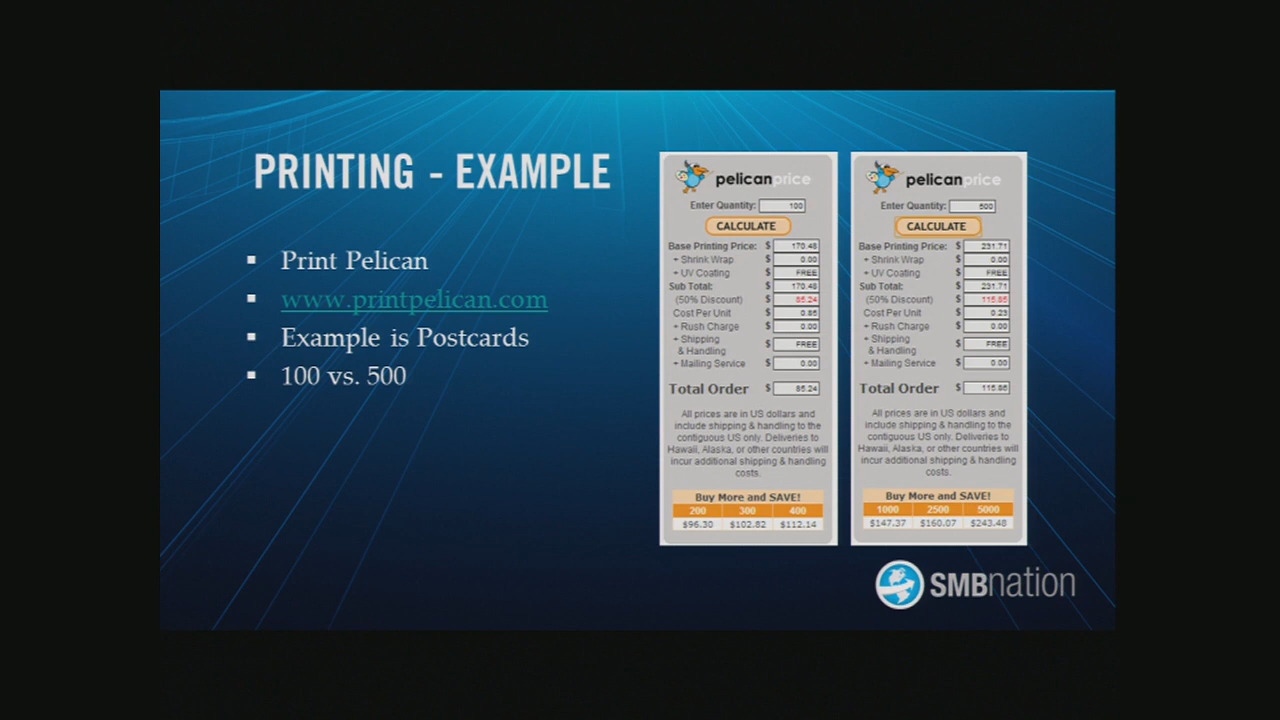 PRINTING - EXAMPLE
Print Pelican
www.printpelican.com
Example is Postcards
100 vs. 500
pelicanprice
Enter Quantity: 100
CALCULATE
Base Printing Price: $ 170.48
+ Shrink Wrap $ 0.00
+ UV Coating $ FREE
Sub Total: $ 170.48
(50% Discount) $ 85.24
Cost Per Unit $ 0.85
+ Rush Charge $ 0.00
+ Shipping
& Handling $ FREE
+ Mailing Service $ 0.00
Total Order $ 85.24
All prices are in US dollars and
include shipping & handling to the
contiguous US only. Deliveries to
Hawaii, Alaska, or other countries will
incur additional shipping & handling
costs.
Buy More and SAVE!
200 300 400
$96.30 $102.82 $112.14
pelicanprice
Enter Quantity: 500
CALCULATE
Base Printing Price: $ 231.71
+ Shrink Wrap $ 0.00
+ UV Coating $ FREE
Sub Total: $ 231.71
(50% Discount) $ 115.85
Cost Per Unit $ 0.23
+ Rush Charge $ 0.00
+ Shipping
& Handling $ FREE
+ Mailing Service $ 0.00
Total Order $ 115.86
All prices are in US dollars and
include shipping & handling to the
contiguous US only. Deliveries to
Hawaii, Alaska, or other countries will
incur additional shipping & handling
costs.
Buy More and SAVE!
1000 2500 5000
$147.37 $160.07 $243.48
SMBnation